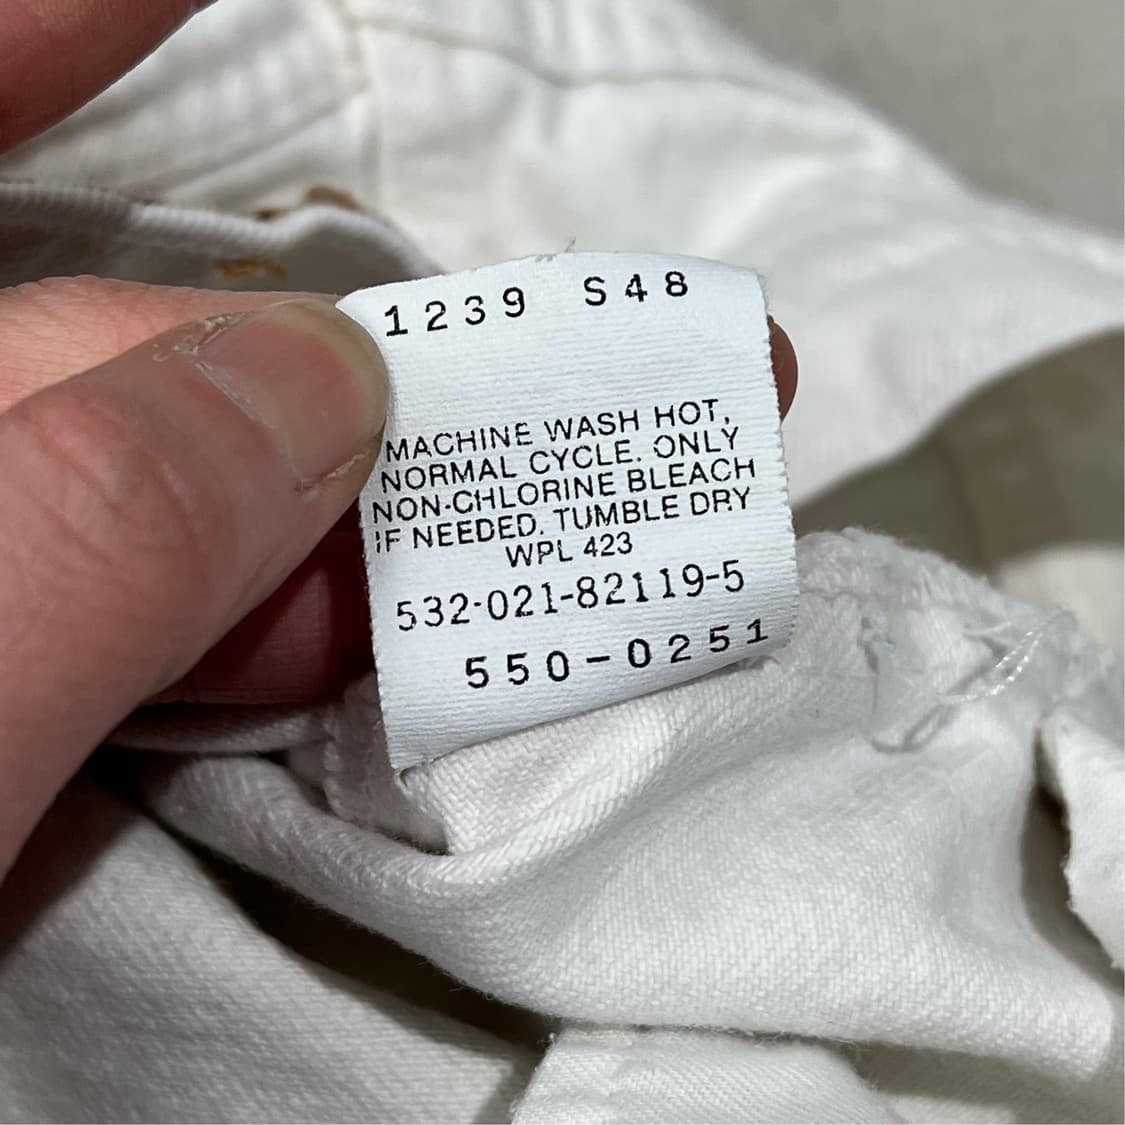 1239 S48
MACHINE WASH HOT,
NORMAL CYCLE. ONLY
NON-CHLORINE BLEACH
IF NEEDED. TUMBLE DRY
WPL 423
532-021-82119-5
550-0251